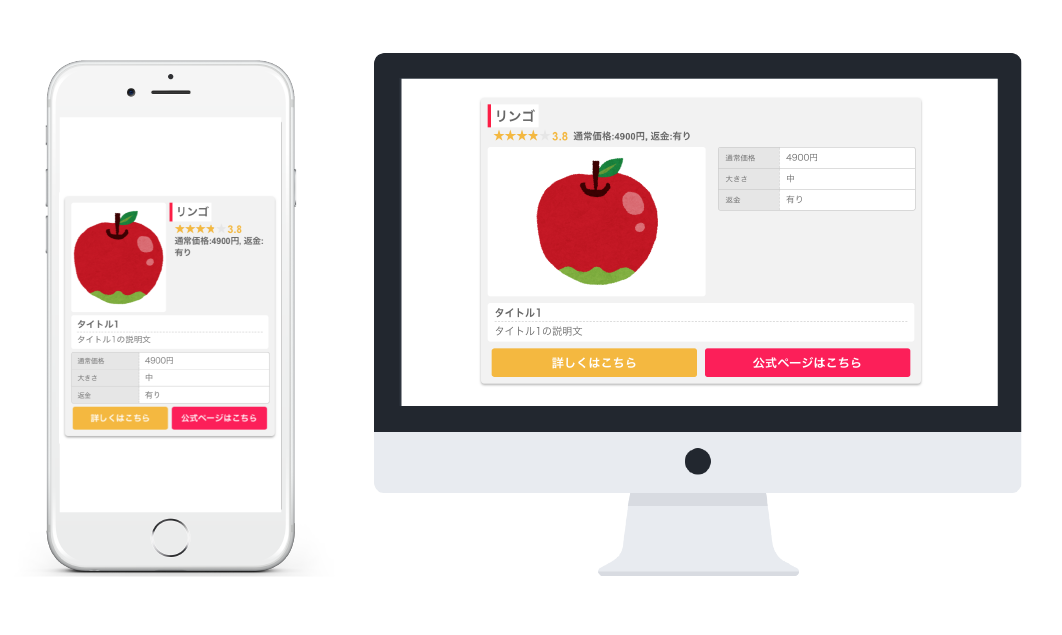 リンゴ
★★★★★3.8
通常価格:4900円, 返金:
有り
タイトル1
タイトル1の説明文
通常価格 4900円
大きさ 中
返金 有り
詳しくはこちら 公式ページはこちら
リンゴ
★★★★★3.8 通常価格:4900円, 返金:有り
通常価格 4900円
大きさ 中
返金 有り
タイトル1
タイトル1の説明文
詳しくはこちら 公式ページはこちら